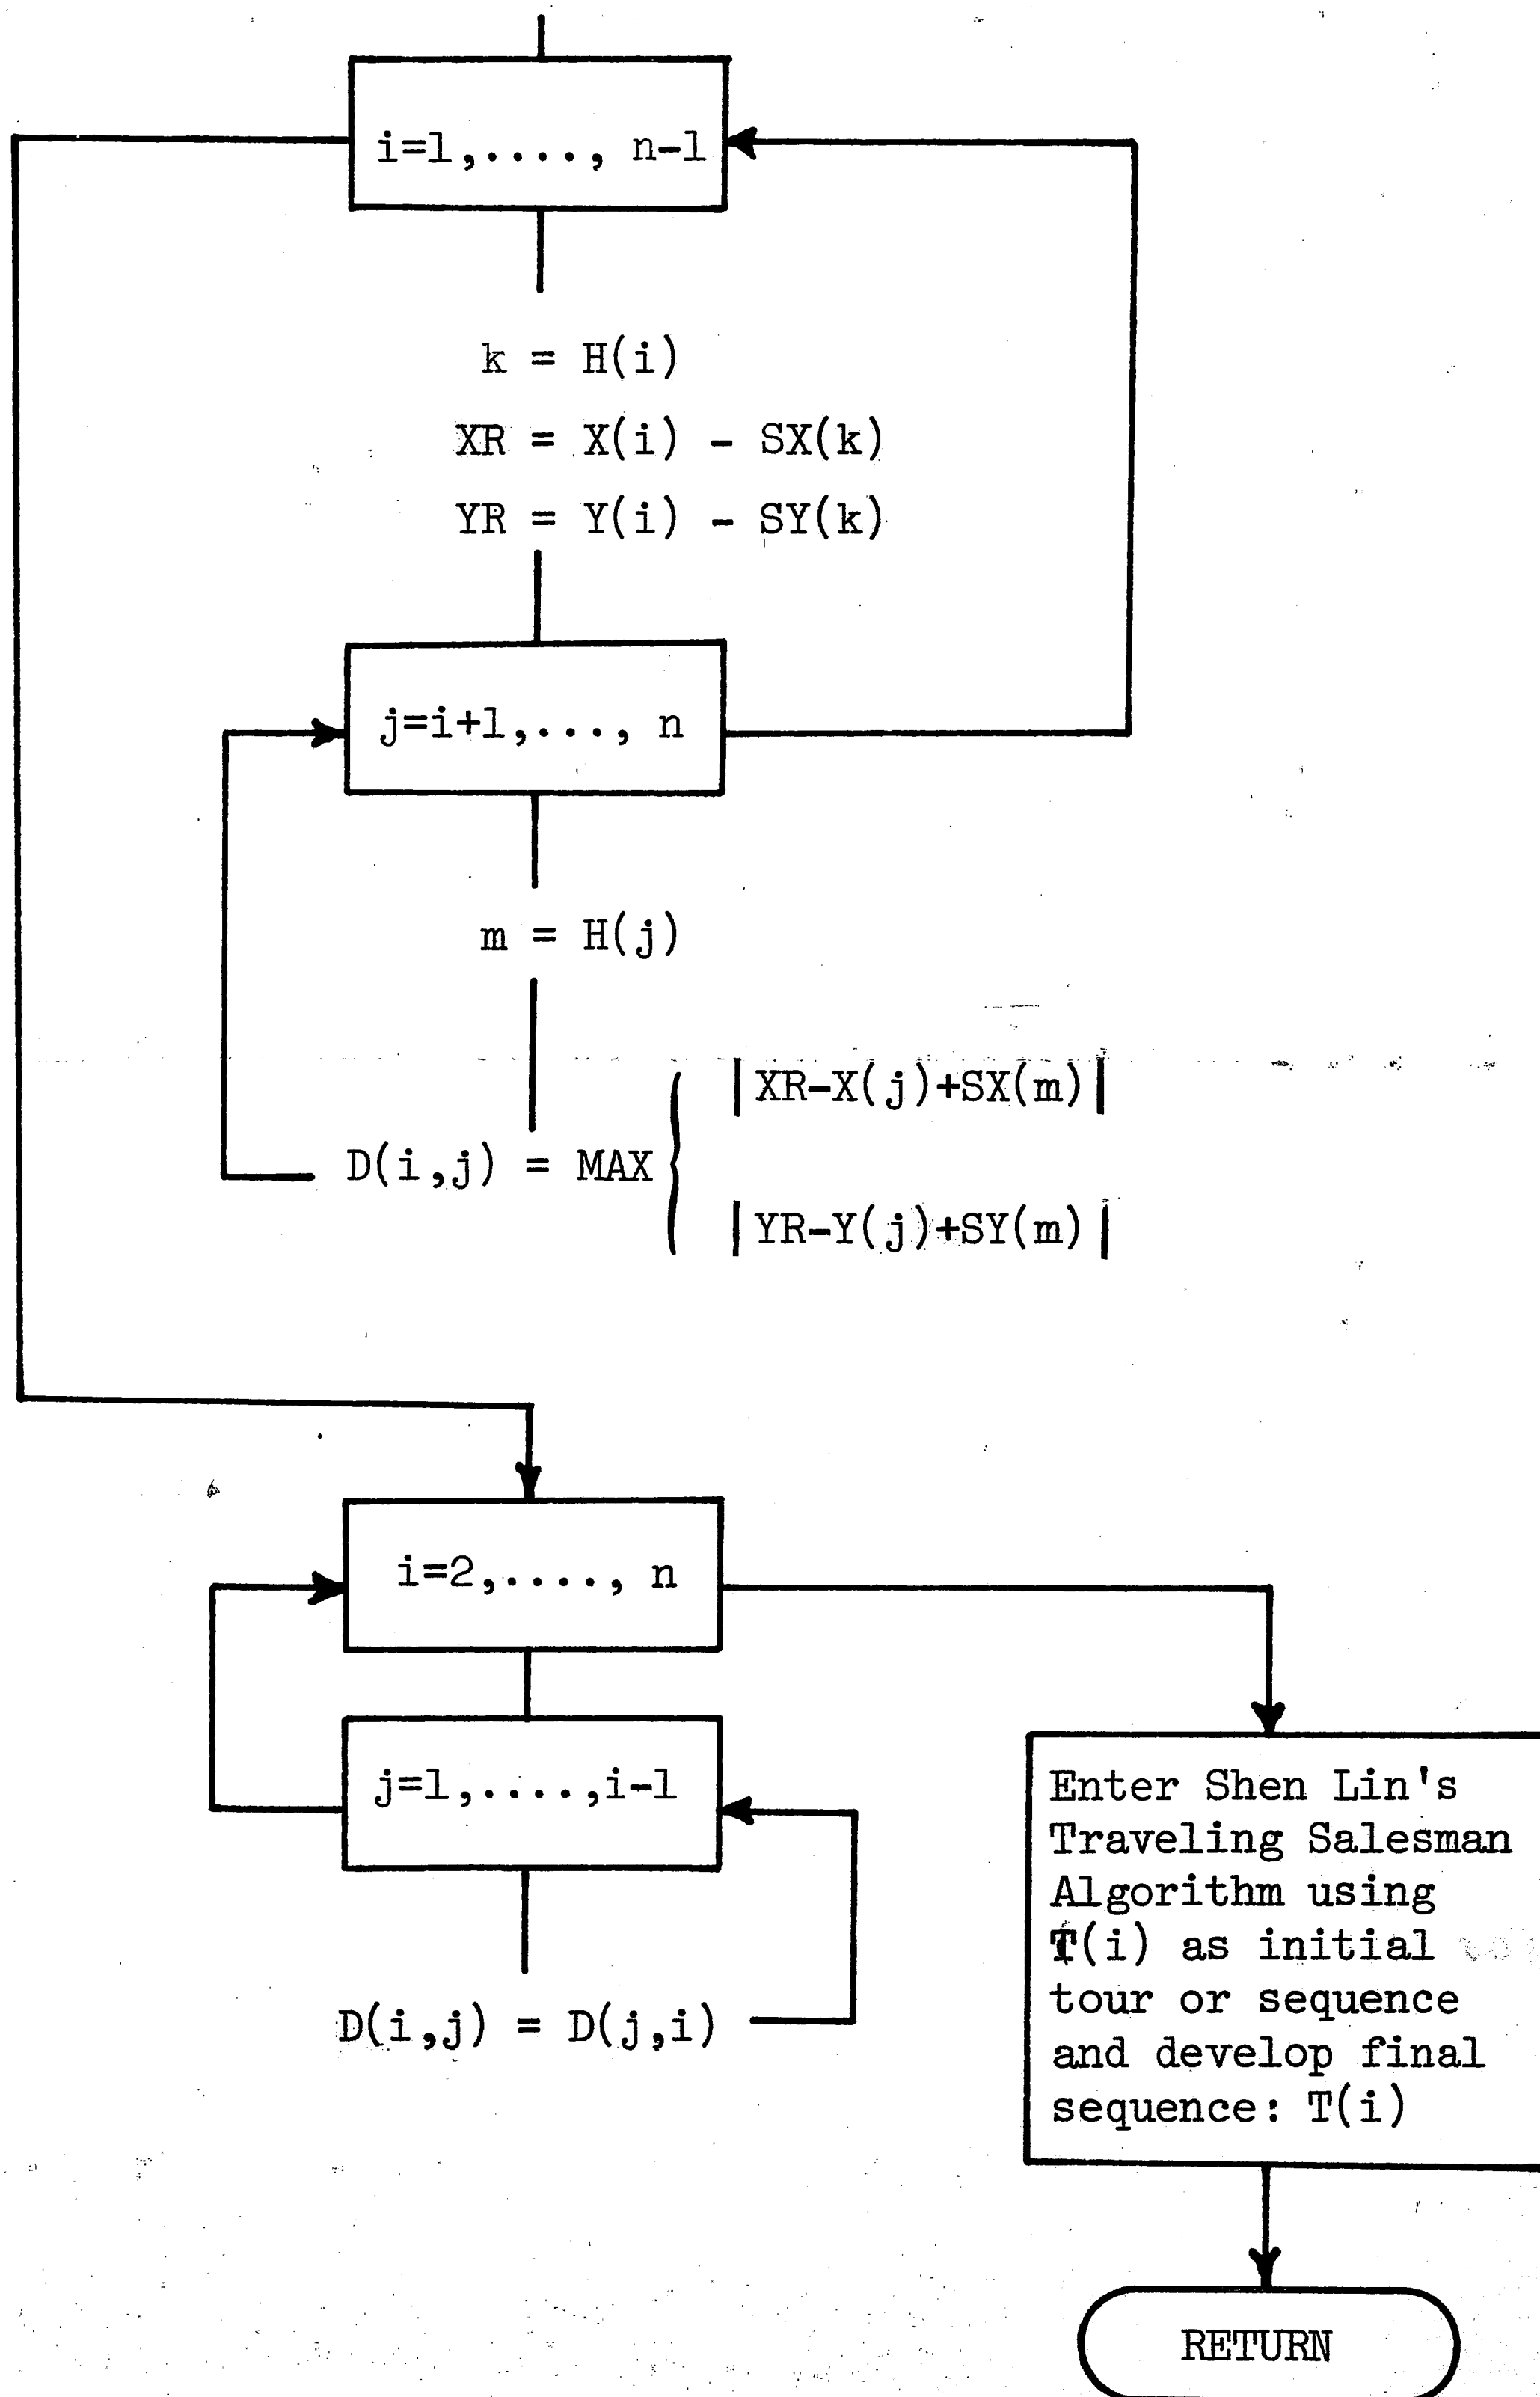 i=1,...., n-1
k = H(i)
XR = X(i) - SX(k)
YR = Y(i) - SY(k)
j=i+1,..., n
m = H(j)
|XR-X(j)+SX(m)|
D(i,j) = MAX {
|YR-Y(j)+SY(m)|
i=2,...., n
j=1,....,i-1
D(i,j) = D(j,i)
Enter Shen Lin's
Traveling Salesman
Algorithm using
T(i) as initial
tour or sequence
and develop final
sequence: T(i)
RETURN